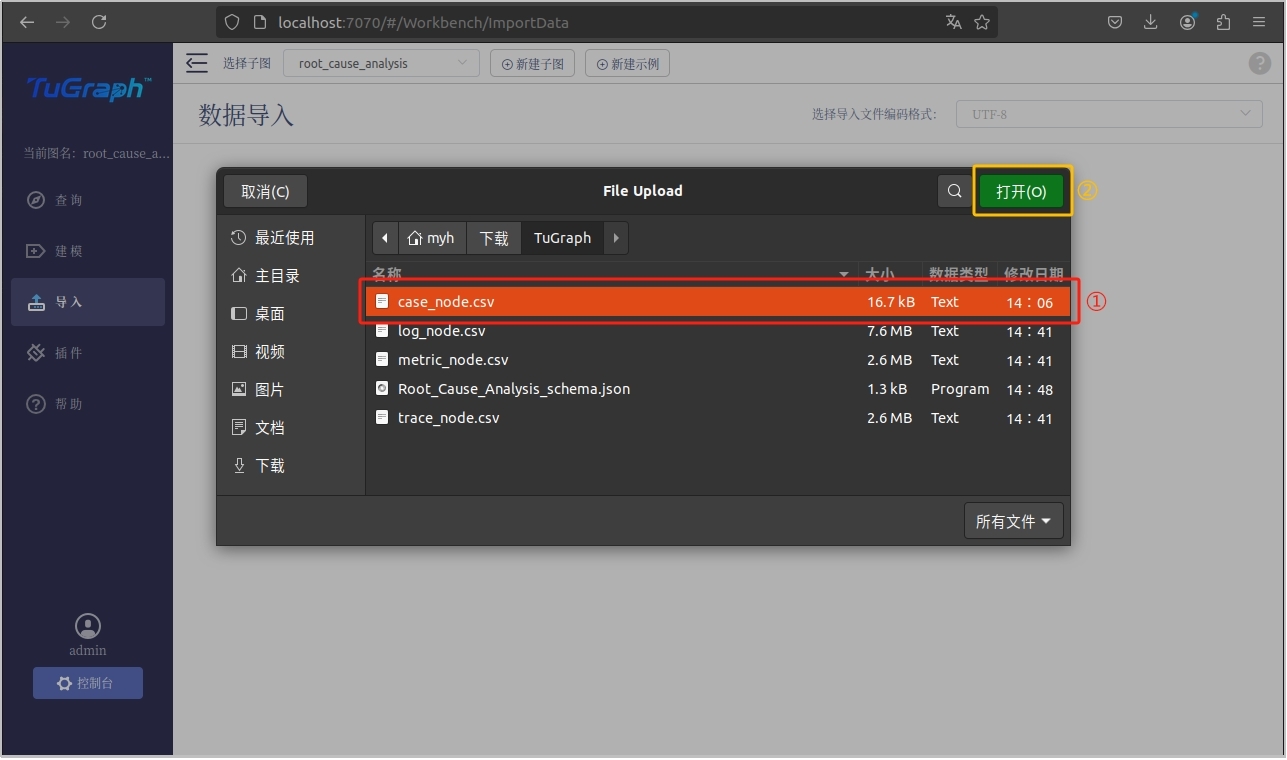 localhost:7070/#/Workbench/ImportData
TuGraph™
选择子图
root_cause_analysis
新建子图
新建示例
?
数据导入
选择导入文件编码格式：
UTF-8
当前图名：root_cause_a...
查询
建模
导入
插件
? 帮助
admin
控制台
取消(C)
File Upload
打开(O)
②
最近使用
主目录
桌面
视频
图片
文档
下载
myh 下载 TuGraph
名称 大小 数据类型 修改日期
case_node.csv 16.7 kB Text 14：06
①
log_node.csv 7.6 MB Text 14：41
metric_node.csv 2.6 MB Text 14：41
Root_Cause_Analysis_schema.json 1.3 kB Program 14：48
trace_node.csv 2.6 MB Text 14：41
所有文件